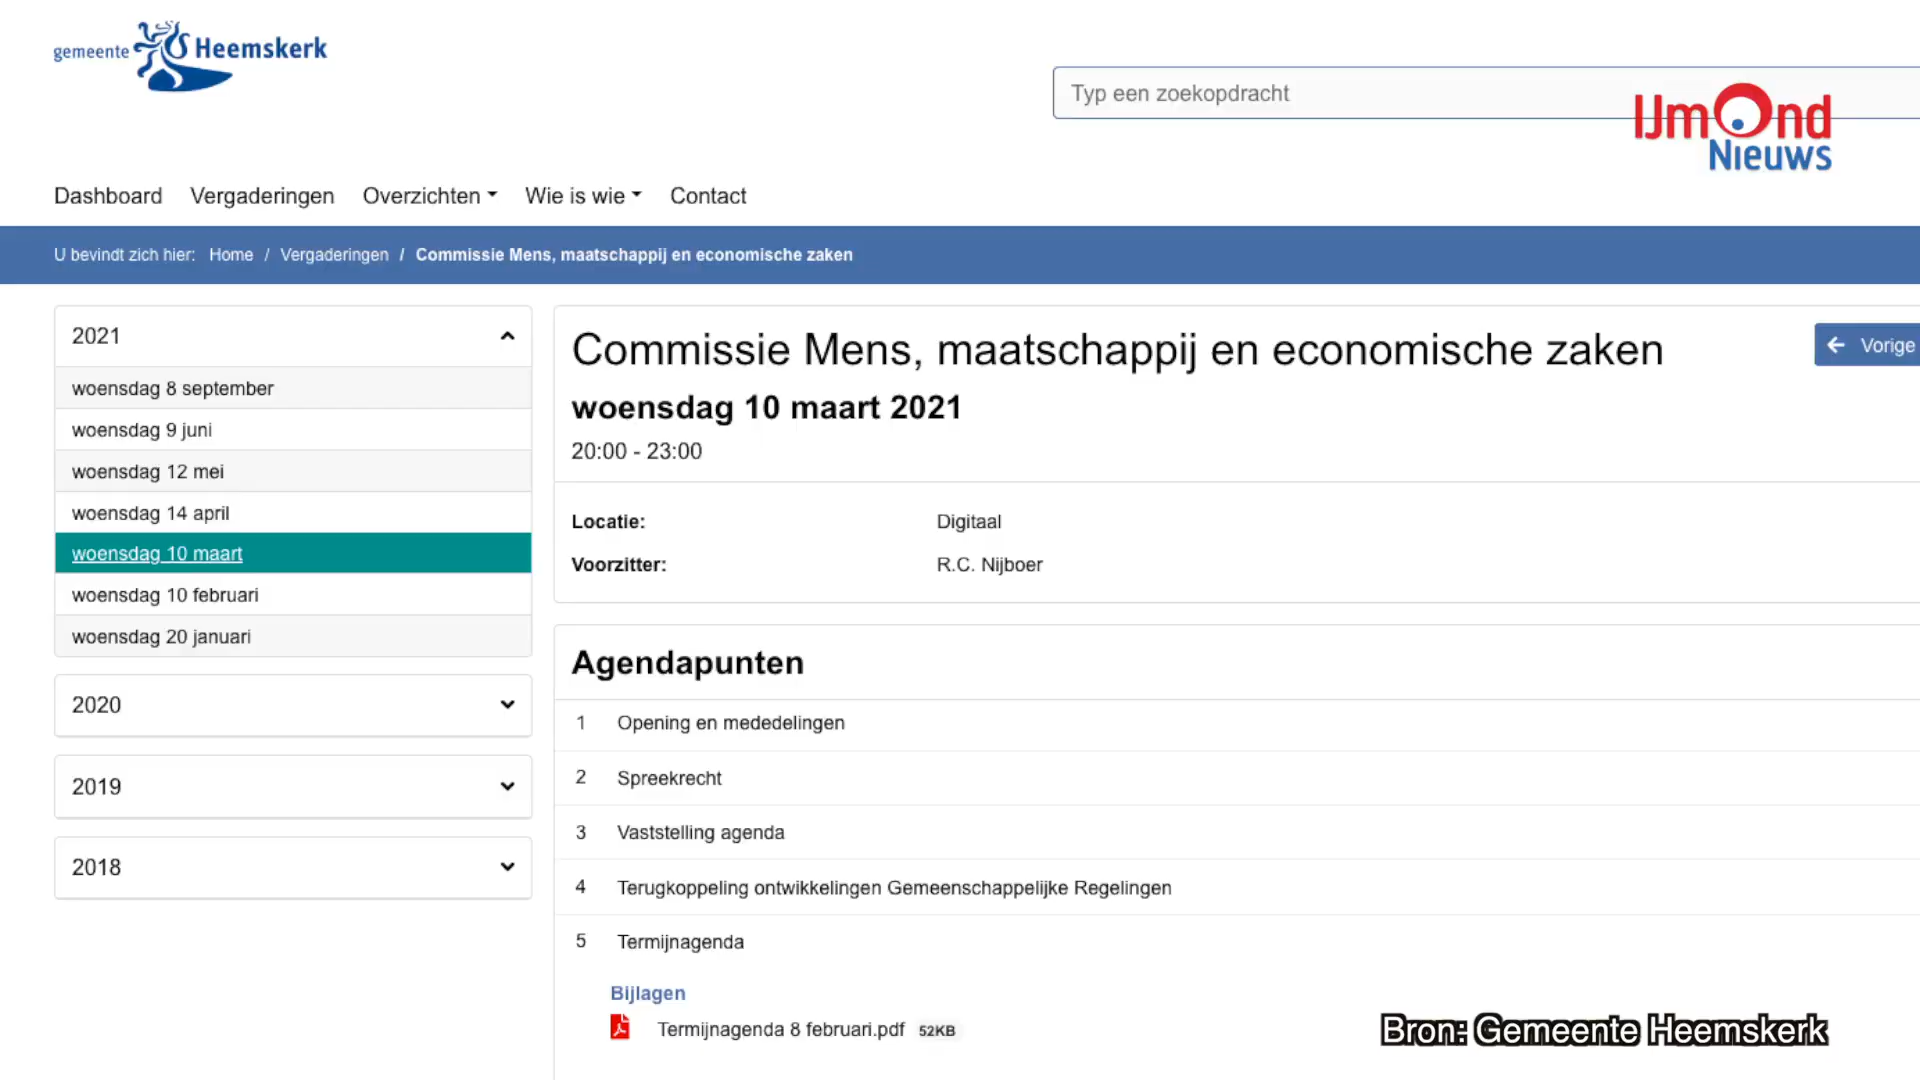 gemeente Heemskerk
Typ een zoekopdracht
IJmOnd
Nieuws
Dashboard Vergaderingen Overzichten Wie is wie Contact
U bevindt zich hier: Home / Vergaderingen / Commissie Mens, maatschappij en economische zaken
2021
woensdag 8 september
woensdag 9 juni
woensdag 12 mei
woensdag 14 april
woensdag 10 maart
woensdag 10 februari
woensdag 20 januari
2020
2019
2018
Commissie Mens, maatschappij en economische zaken
Vorige
woensdag 10 maart 2021
20:00 - 23:00
Locatie: Digitaal
Voorzitter: R.C. Nijboer
Agendapunten
1 Opening en mededelingen
2 Spreekrecht
3 Vaststelling agenda
4 Terugkoppeling ontwikkelingen Gemeenschappelijke Regelingen
5 Termijnagenda
Bijlagen
Termijnagenda 8 februari.pdf 52KB
Bron: Gemeente Heemskerk